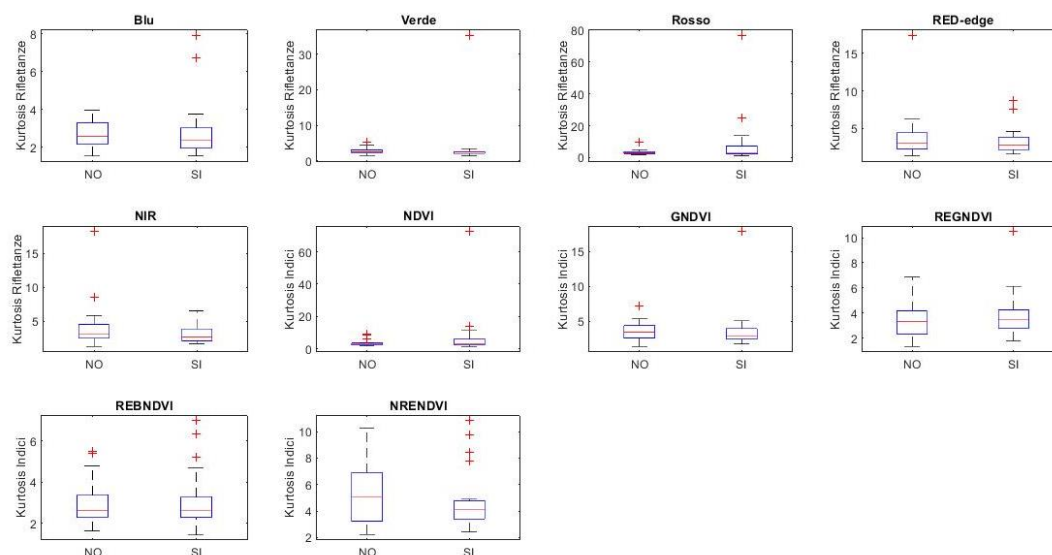 Blu
Kurtosis Riflettanze
8
6
4
2
NO SI
Verde
Kurtosis Riflettanze
30
20
10
0
NO SI
Rosso
Kurtosis Riflettanze
80
60
40
20
0
NO SI
RED-edge
Kurtosis Riflettanze
15
10
5
NO SI
NIR
Kurtosis Riflettanze
15
10
5
NO SI
NDVI
Kurtosis Indici
60
40
20
0
NO SI
GNDVI
Kurtosis Indici
15
10
5
NO SI
REGNDVI
Kurtosis Indici
10
8
6
4
2
NO SI
REBNDVI
Kurtosis Indici
6
4
2
NO SI
NRENDVI
Kurtosis Indici
10
8
6
4
2
NO SI